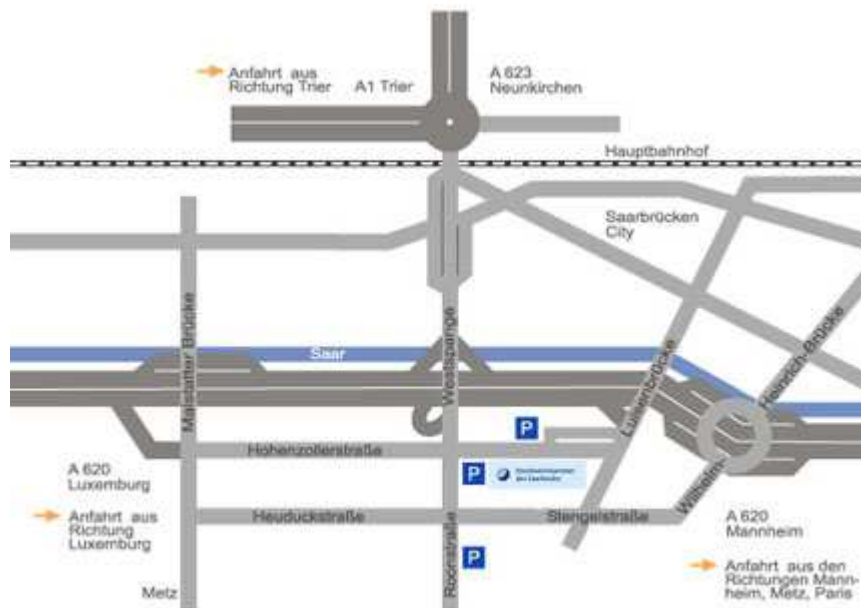 Anfahrt aus
Richtung Trier
A1 Trier
A 623
Neunkirchen
Hauptbahnhof
Saarbrücken
City
Malstatter Brücke
Saar
Westspange
Luisenbrücke
Heinrich-Brücke
Wilhelm-
Hohenzollerstraße
P
P
Heuduckstraße
Stengelstraße
Roonstraße
P
A 620
Luxemburg
Anfahrt aus
Richtung
Luxemburg
Metz
A 620
Mannheim
Anfahrt aus den
Richtungen Mann-
heim, Metz, Paris